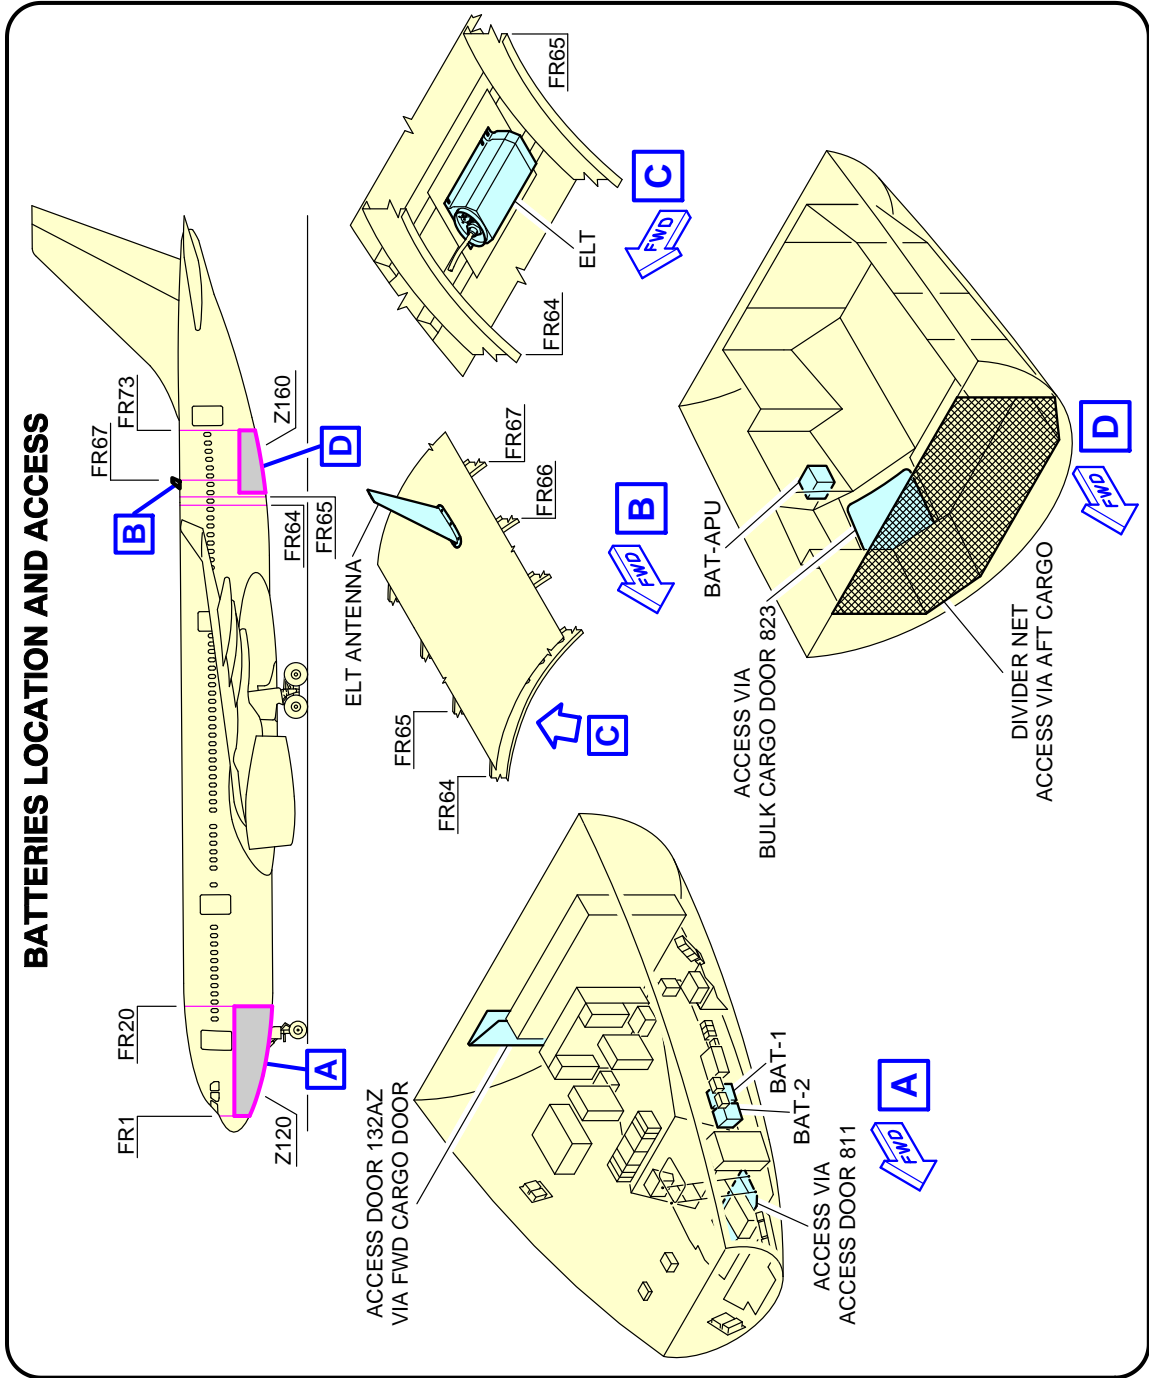 BATTERIES LOCATION AND ACCESS
FR1
FR20
FR67
FR73
B
Z120
A
FR64
FR65
D
Z160
FR64
FR65
ELT ANTENNA
FR66
FR67
C
FWD
B
FR64
ELT
FR65
FWD
C
ACCESS DOOR 132AZ
VIA FWD CARGO DOOR
BAT-1
BAT-2
ACCESS VIA
ACCESS DOOR 811
FWD
A
BAT-APU
ACCESS VIA
BULK CARGO DOOR 823
DIVIDER NET
ACCESS VIA AFT CARGO
FWD
D